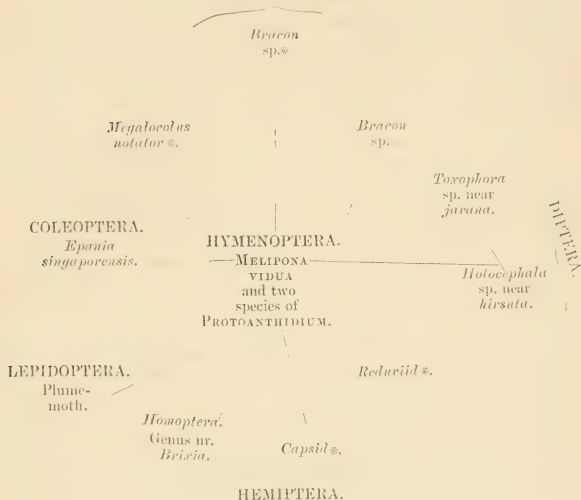 Bracon
sp.※
Megalocolus
notator ⊙.
Bracon
sp.
Toxophora
sp. near
javana.
DIPTERA.
COLEOPTERA.
Epania
singaporensis.
HYMENOPTERA.
MELIPONA
VIDUA
and two
species of
PROTOANTHIDIUM.
Holocephala
sp. near
hirsuta.
LEPIDOPTERA.
Plume-
moth.
Reduviid ※.
Homoptera.
Genus nr.
Brixia.
Capsid ※.
HEMIPTERA.